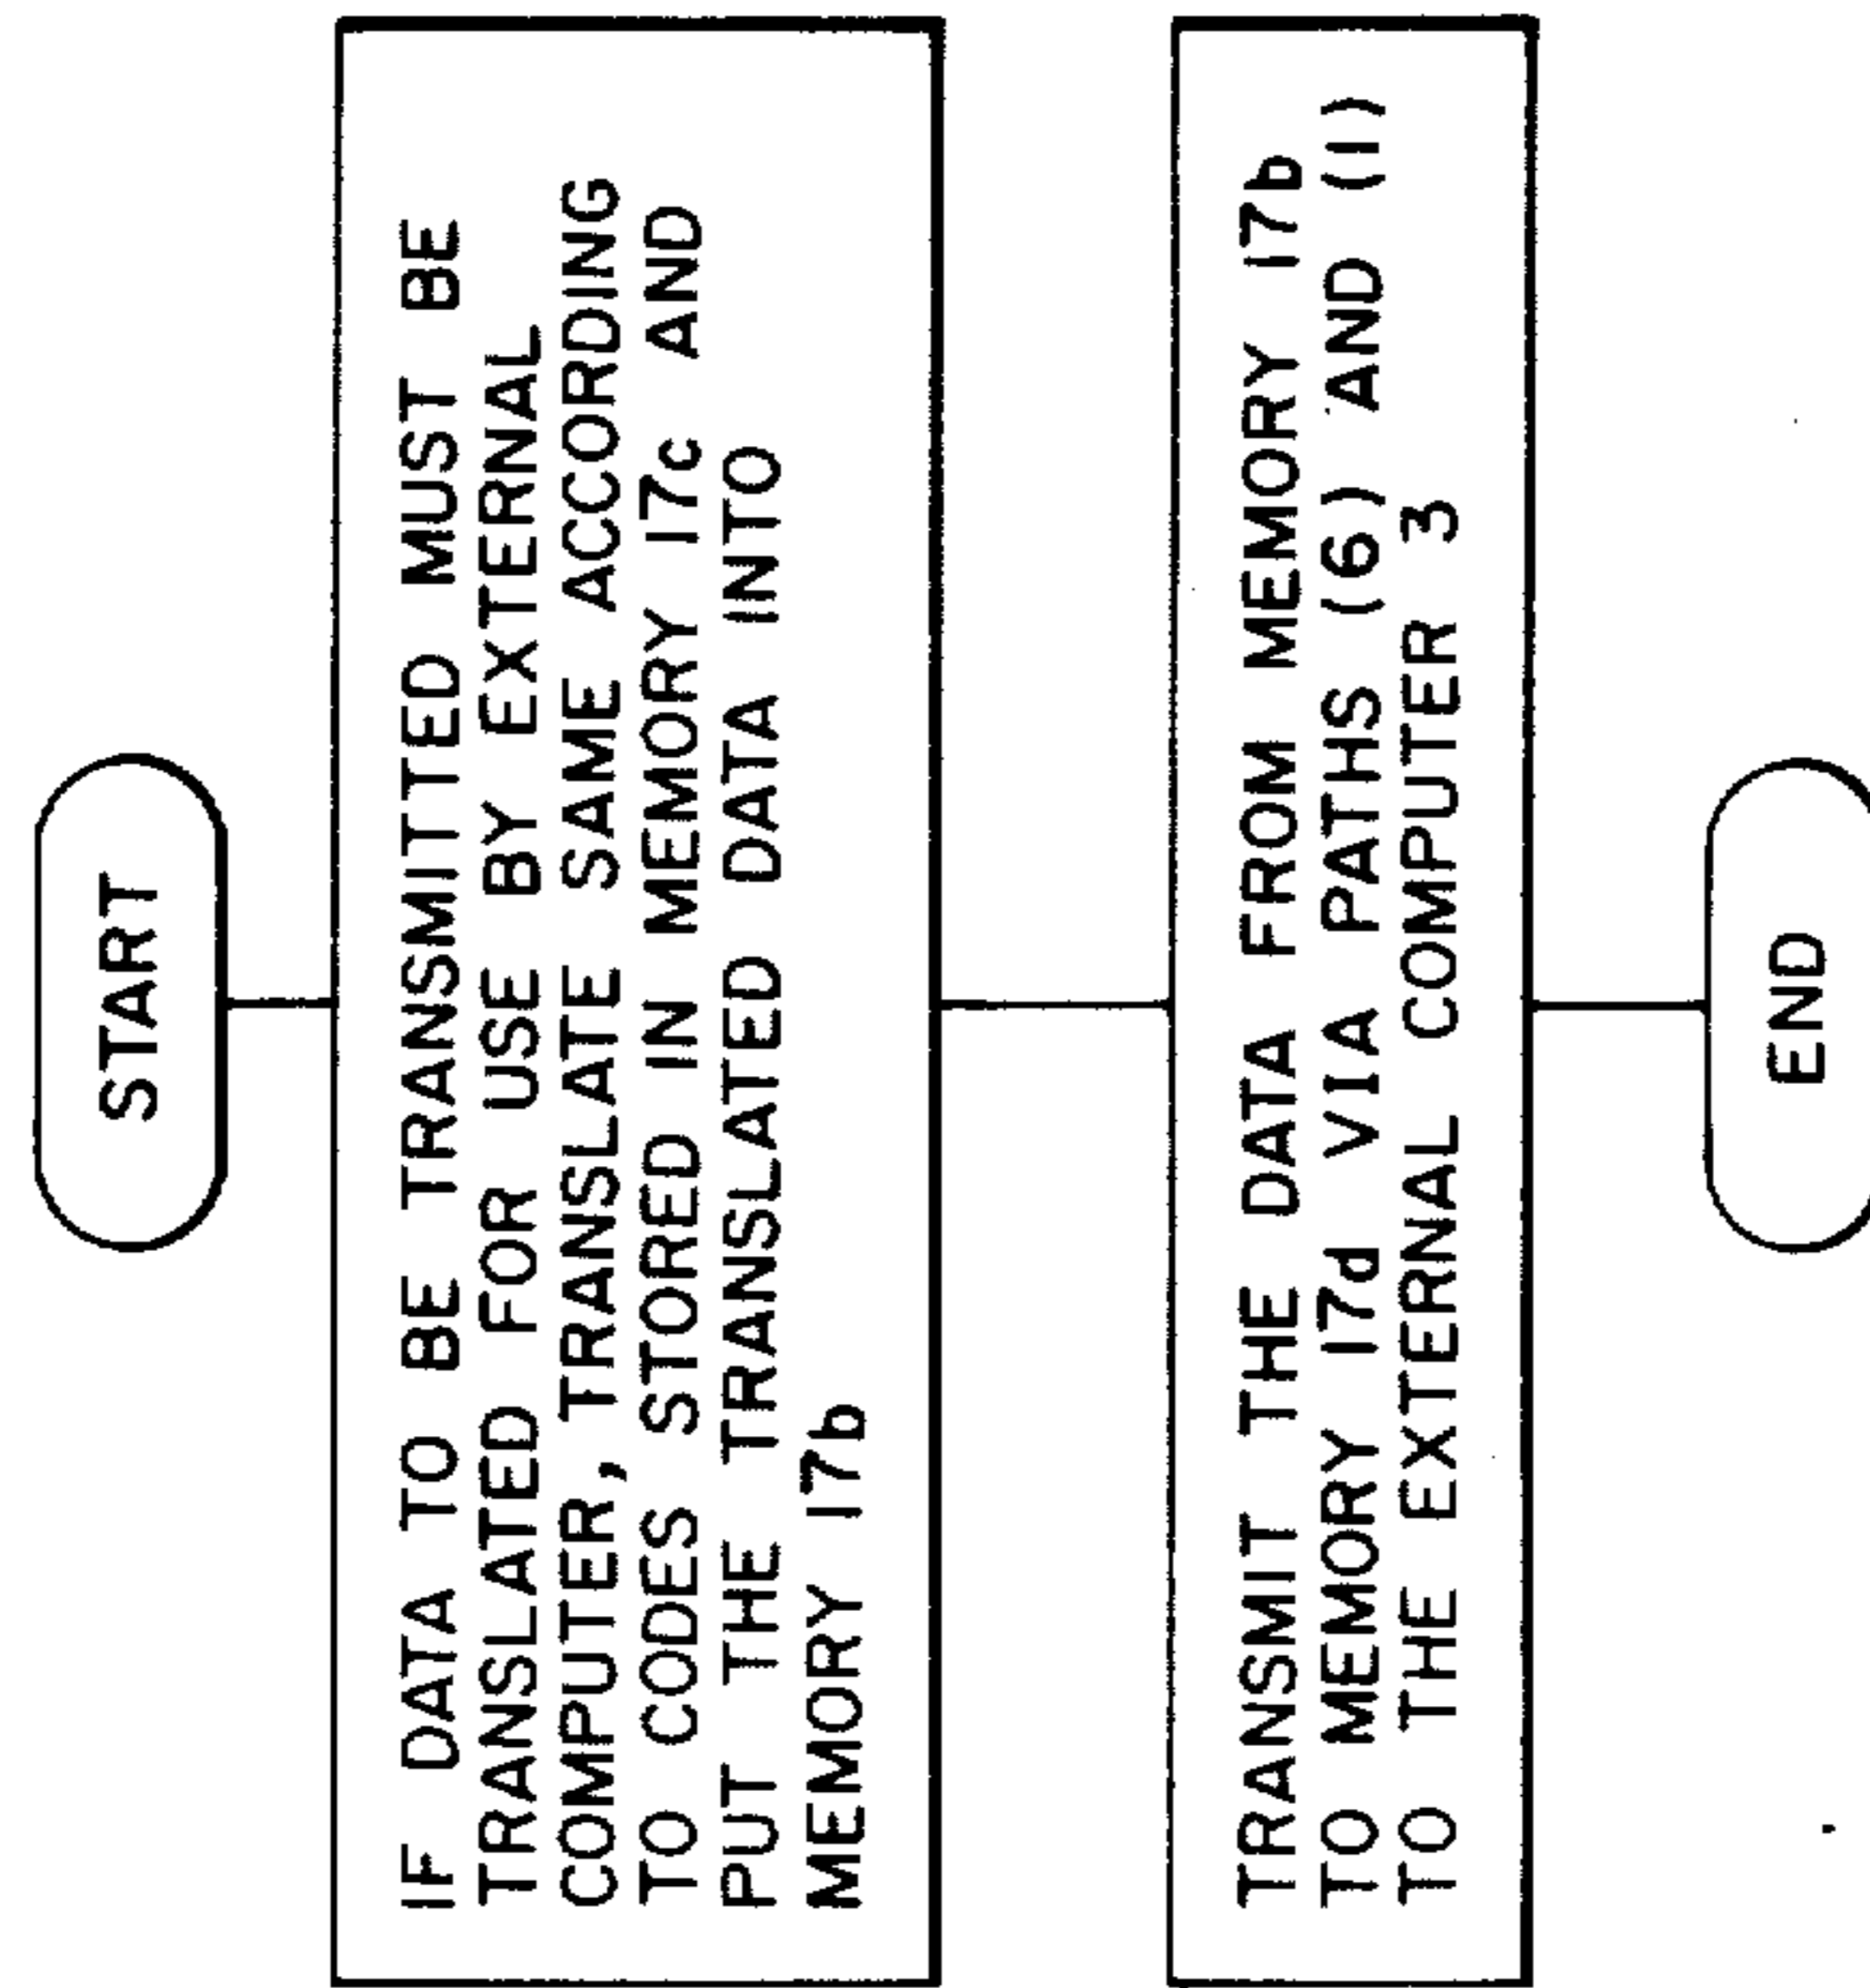 START
IF DATA TO BE TRANSMITTED MUST BE
TRANSLATED FOR USE BY EXTERNAL
COMPUTER, TRANSLATE SAME ACCORDING
TO CODES STORED IN MEMORY 17c AND
PUT THE TRANSLATED DATA INTO
MEMORY 17b
TRANSMIT THE DATA FROM MEMORY 17b
TO MEMORY 17d VIA PATHS (6) AND (1)
TO THE EXTERNAL COMPUTER 3
END